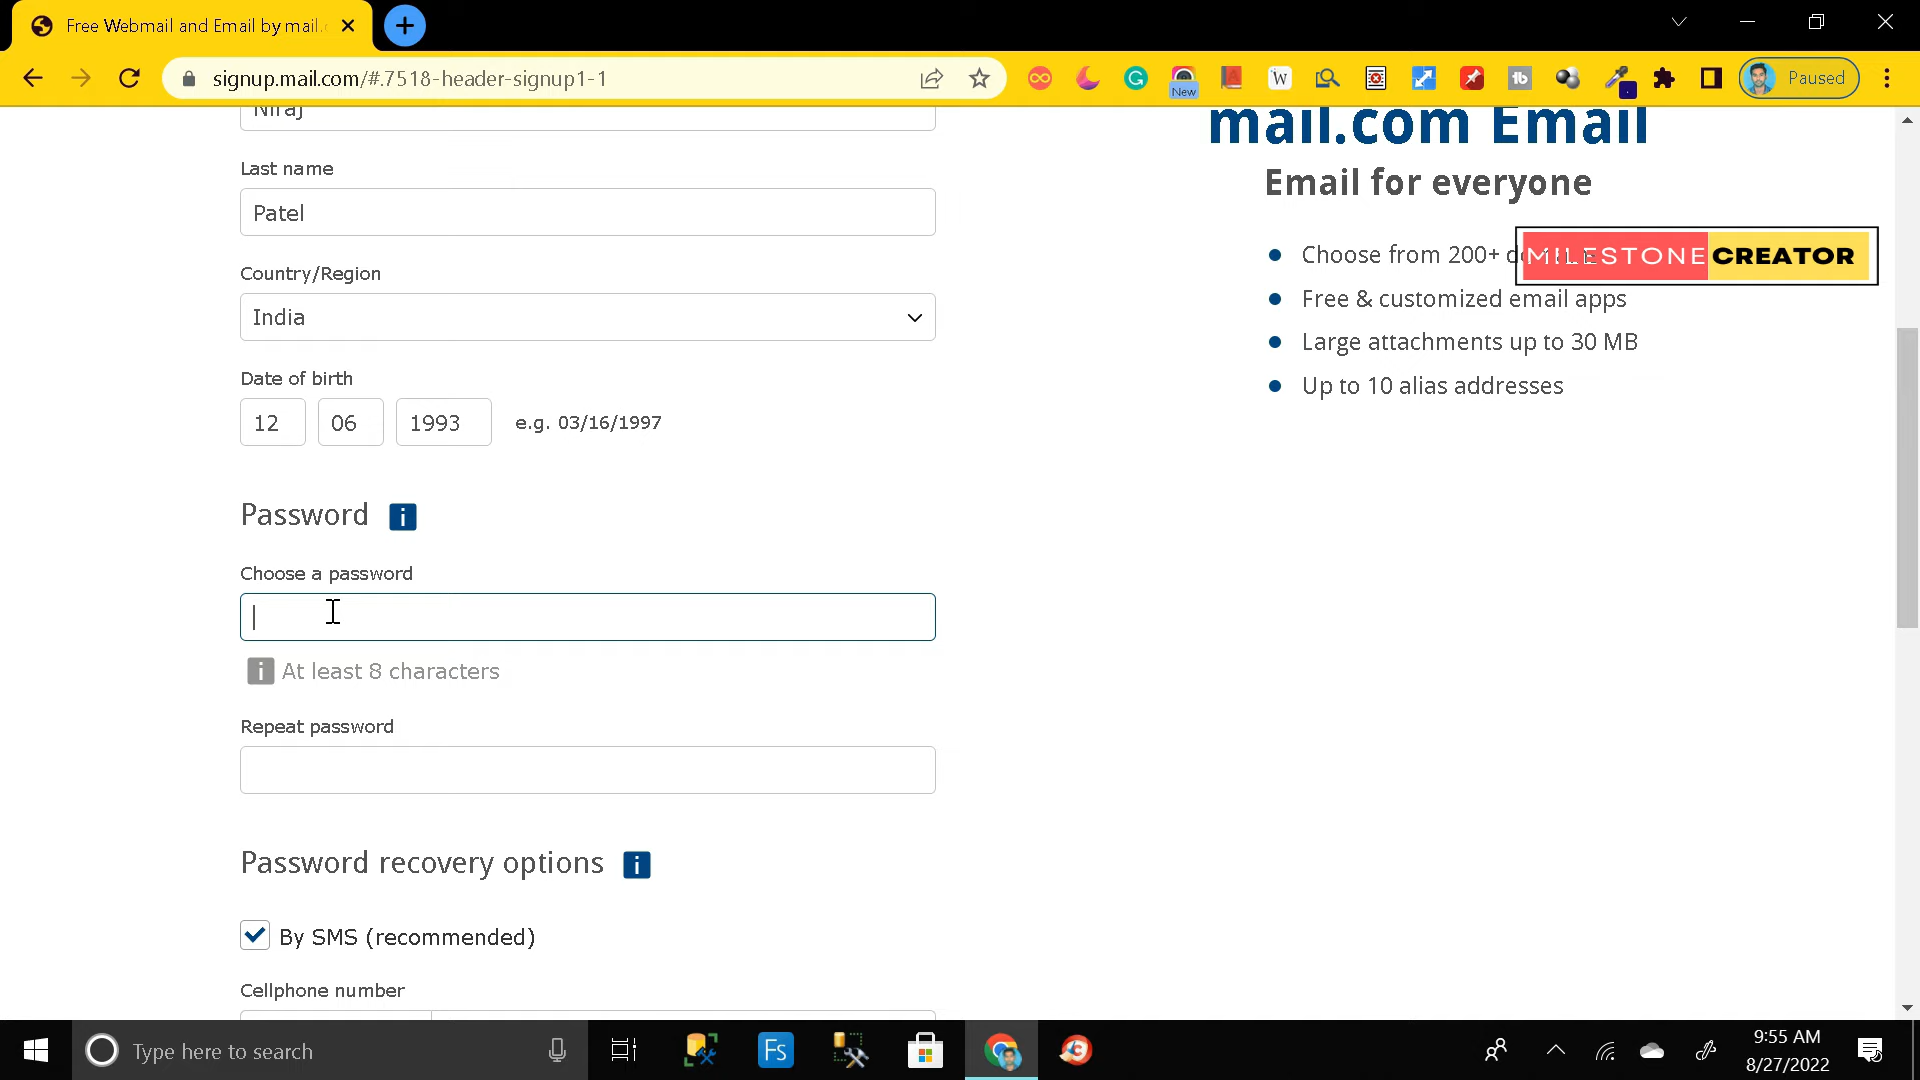 Free Webmail and Email by mail.
signup.mail.com/#.7518-header-signup1-1
New
Paused
Niraj
Last name
Patel
Country/Region
India
Date of birth
12
06
1993
e.g. 03/16/1997
Password
Choose a password
At least 8 characters
Repeat password
Password recovery options
By SMS (recommended)
Cellphone number
mail.com Email
Email for everyone
Choose from 200+
MILESTONE CREATOR
Free & customized email apps
Large attachments up to 30 MB
Up to 10 alias addresses
Type here to search
9:55 AM
8/27/2022